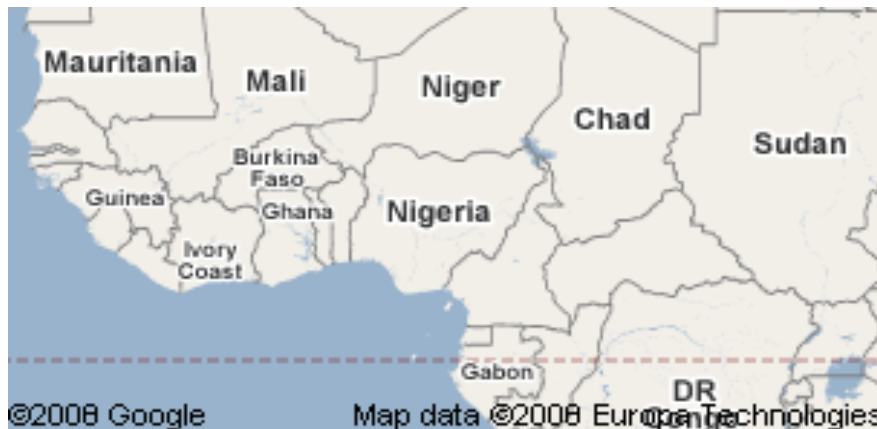 Mauritania
Mali
Niger
Chad
Sudan
Burkina
Faso
Guinea
Ghana
Nigeria
Ivory
Coast
Gabon
DR
Congo
©2008 Google
Map data ©2008 Europa Technologies